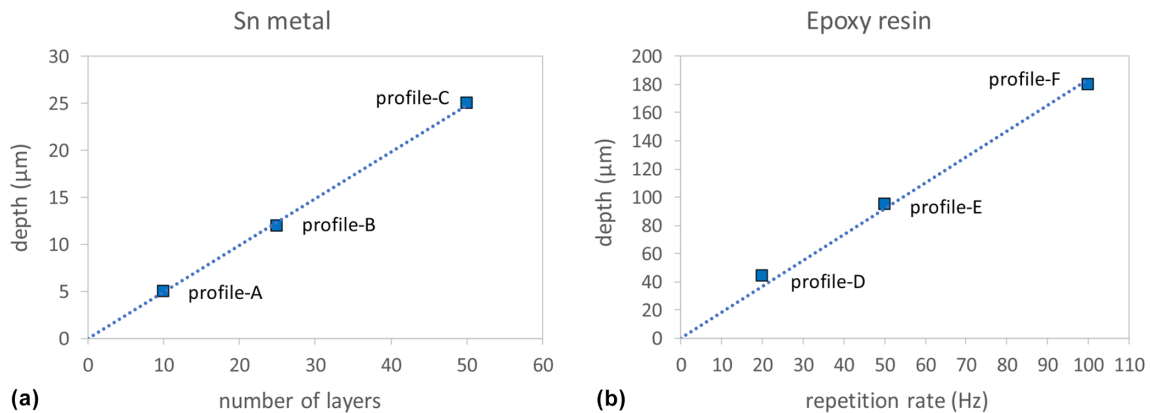 Sn metal
30
25
20
15
10
5
0
depth (µm)
profile-C
profile-B
profile-A
0 10 20 30 40 50 60
number of layers
(a)
Epoxy resin
200
180
160
140
120
100
80
60
40
20
0
depth (µm)
profile-F
profile-E
profile-D
0 10 20 30 40 50 60 70 80 90 100 110
repetition rate (Hz)
(b)